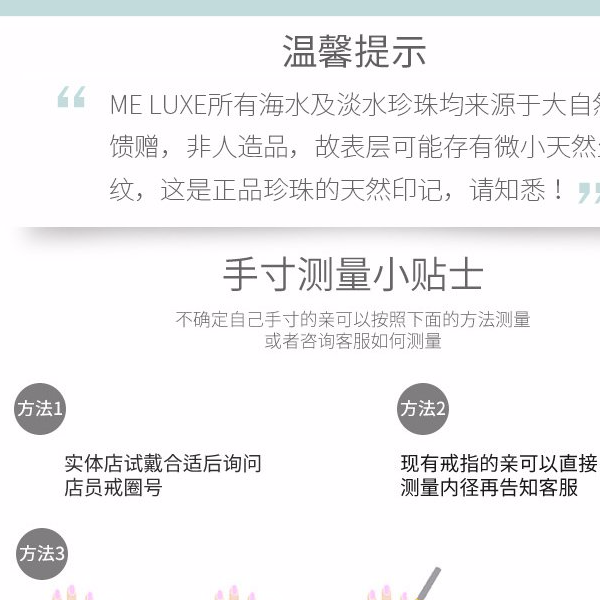 温馨提示
“ ME LUXE所有海水及淡水珍珠均来源于大自
馈赠，非人造品，故表层可能存有微小天然
纹，这是正品珍珠的天然印记，请知悉！ ”
手寸测量小贴士
不确定自己手寸的亲可以按照下面的方法测量
或者咨询客服如何测量
方法1
实体店试戴合适后询问
店员戒圈号
方法2
现有戒指的亲可以直接
测量内径再告知客服
方法3